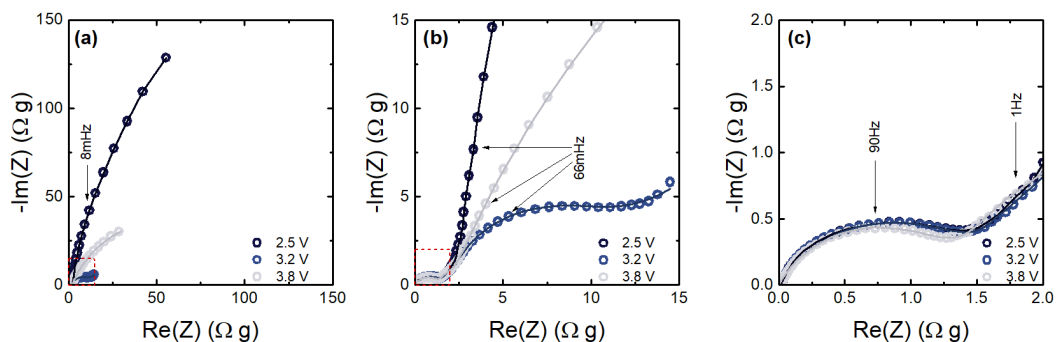 (a)
150
100
50
0
-Im(Z) (Ω g)
8mHz
2.5 V
3.2 V
3.8 V
0 50 100 150
Re(Z) (Ω g)
(b)
15
10
5
0
-Im(Z) (Ω g)
66mHz
2.5 V
3.2 V
3.8 V
0 5 10 15
Re(Z) (Ω g)
(c)
2.0
1.5
1.0
0.5
0.0
-Im(Z) (Ω g)
90Hz
1Hz
2.5 V
3.2 V
3.8 V
0.0 0.5 1.0 1.5 2.0
Re(Z) (Ω g)